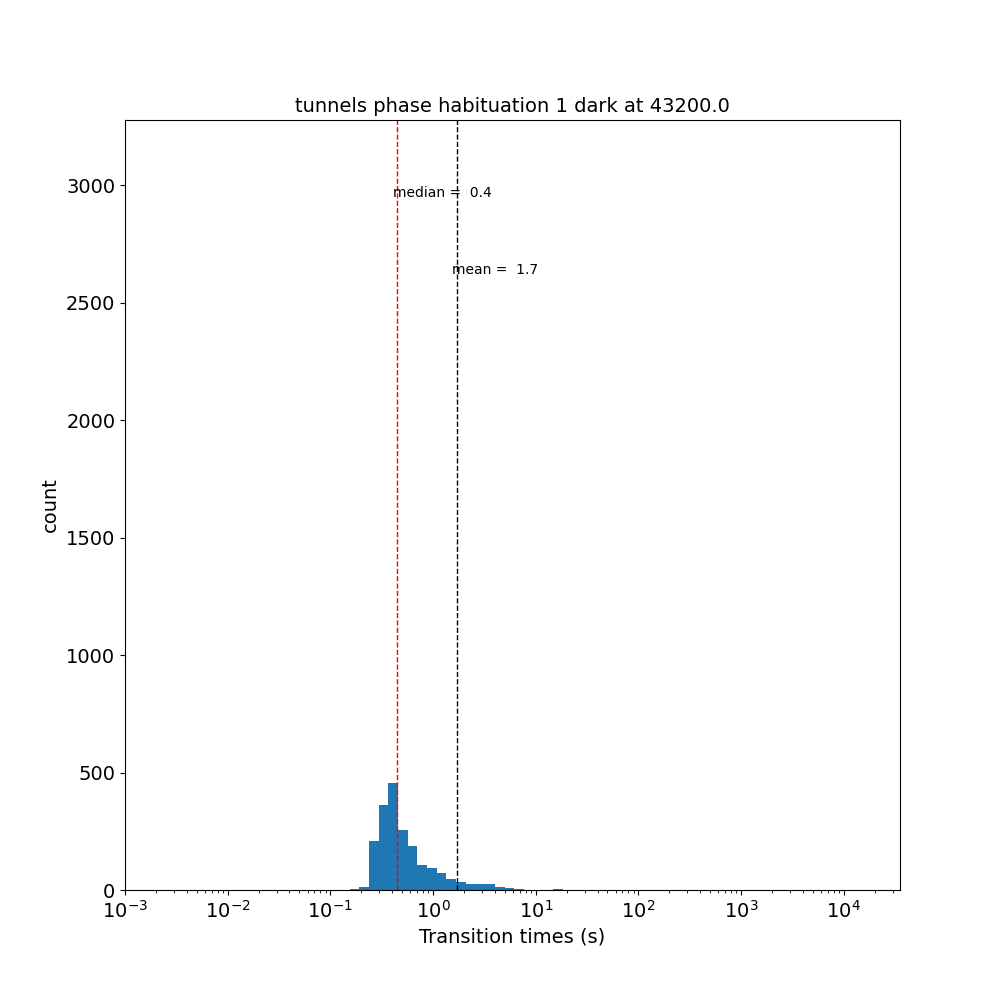 tunnels phase habituation 1 dark at 43200.0
3000
2500
2000
1500
1000
500
0
count
median =  0.4
mean =  1.7
10⁻³ 10⁻² 10⁻¹ 10⁰ 10¹ 10² 10³ 10⁴
Transition times (s)